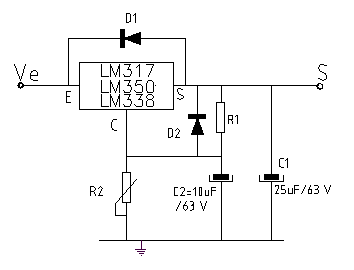 D1
Ve
LM317
LM350
LM338
S
E
S
C
D2
R1
R2
C2=10uF
/63 V
C1
25uF/63 V